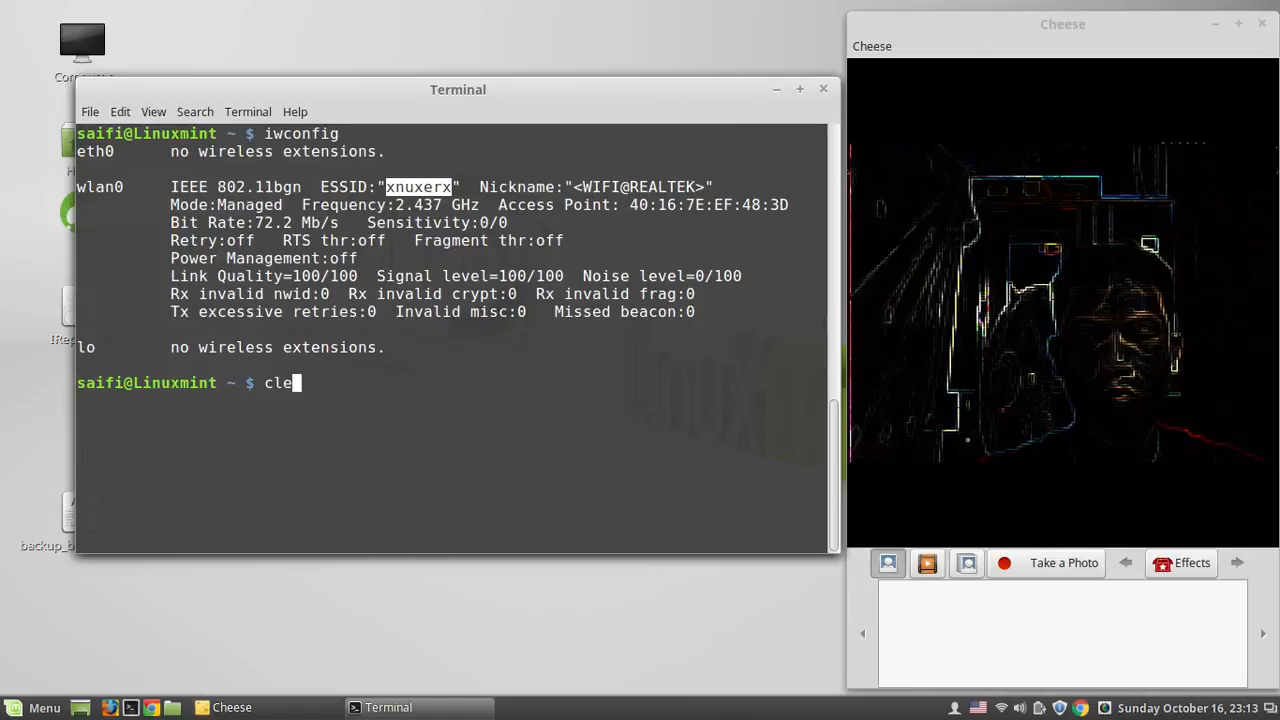 Cheese
Cheese
Terminal
File Edit View Search Terminal Help
saifi@Linuxmint ~ $ iwconfig
eth0 no wireless extensions.
wlan0 IEEE 802.11bgn ESSID:"xnuxerx" Nickname:"<WIFI@REALTEK>"
Mode:Managed Frequency:2.437 GHz Access Point: 40:16:7E:EF:48:3D
Bit Rate:72.2 Mb/s Sensitivity:0/0
Retry:off RTS thr:off Fragment thr:off
Power Management:off
Link Quality=100/100 Signal level=100/100 Noise level=0/100
Rx invalid nwid:0 Rx invalid crypt:0 Rx invalid frag:0
Tx excessive retries:0 Invalid misc:0 Missed beacon:0
lo no wireless extensions.
saifi@Linuxmint ~ $ cle
Take a Photo
Effects
Menu
Cheese
Terminal
Sunday October 16, 23:13